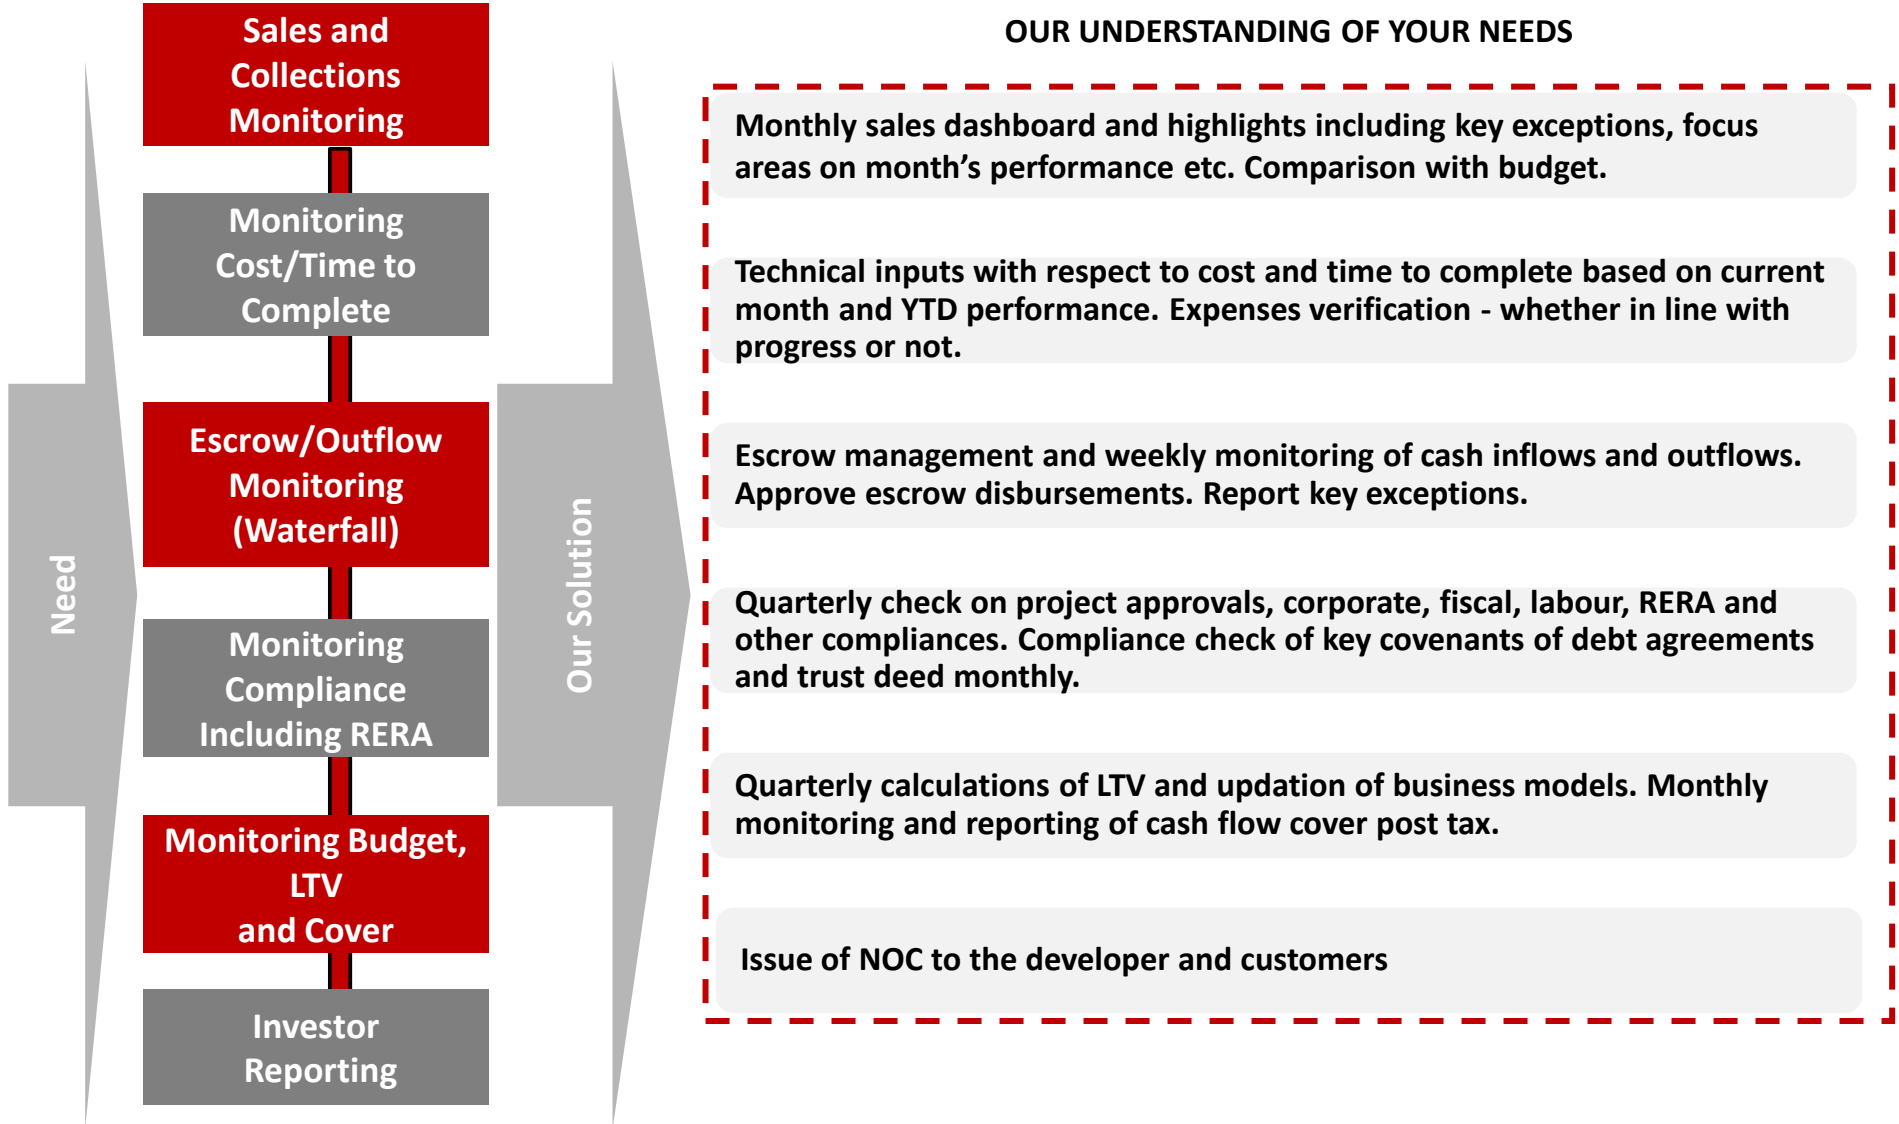 OUR UNDERSTANDING OF YOUR NEEDS
Need
Sales and
Collections
Monitoring
Monitoring
Cost/Time to
Complete
Escrow/Outflow
Monitoring
(Waterfall)
Monitoring
Compliance
Including RERA
Monitoring Budget,
LTV
and Cover
Investor
Reporting
Our Solution
Monthly sales dashboard and highlights including key exceptions, focus
areas on month’s performance etc. Comparison with budget.
Technical inputs with respect to cost and time to complete based on current
month and YTD performance. Expenses verification - whether in line with
progress or not.
Escrow management and weekly monitoring of cash inflows and outflows.
Approve escrow disbursements. Report key exceptions.
Quarterly check on project approvals, corporate, fiscal, labour, RERA and
other compliances. Compliance check of key covenants of debt agreements
and trust deed monthly.
Quarterly calculations of LTV and updation of business models. Monthly
monitoring and reporting of cash flow cover post tax.
Issue of NOC to the developer and customers